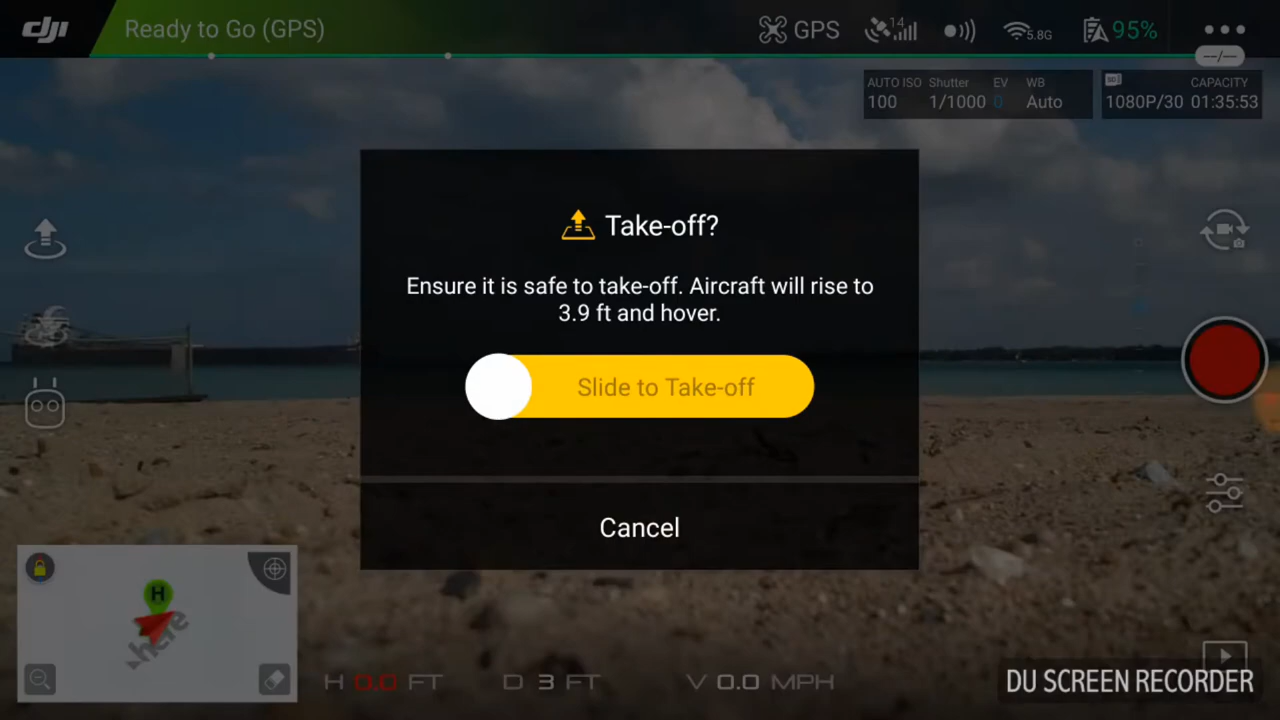 dji
Ready to Go (GPS)
GPS
14
5.8G
95%
--/--
AUTO ISO Shutter EV WB
100 1/1000 0 Auto
CAPACITY
1080P/30 01:35:53
Take-off?
Ensure it is safe to take-off. Aircraft will rise to
3.9 ft and hover.
Slide to Take-off
Cancel
H
here
H 0.0 FT D 3 FT V 0.0 MPH
DU SCREEN RECORDER